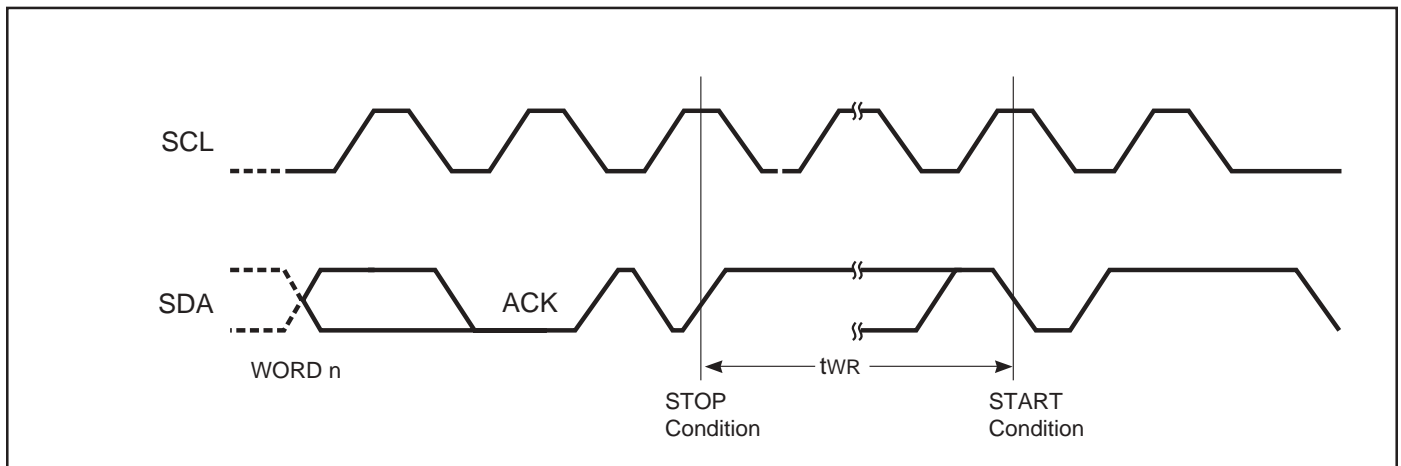 SCL
SDA
ACK
WORD n
tWR
STOP
Condition
START
Condition